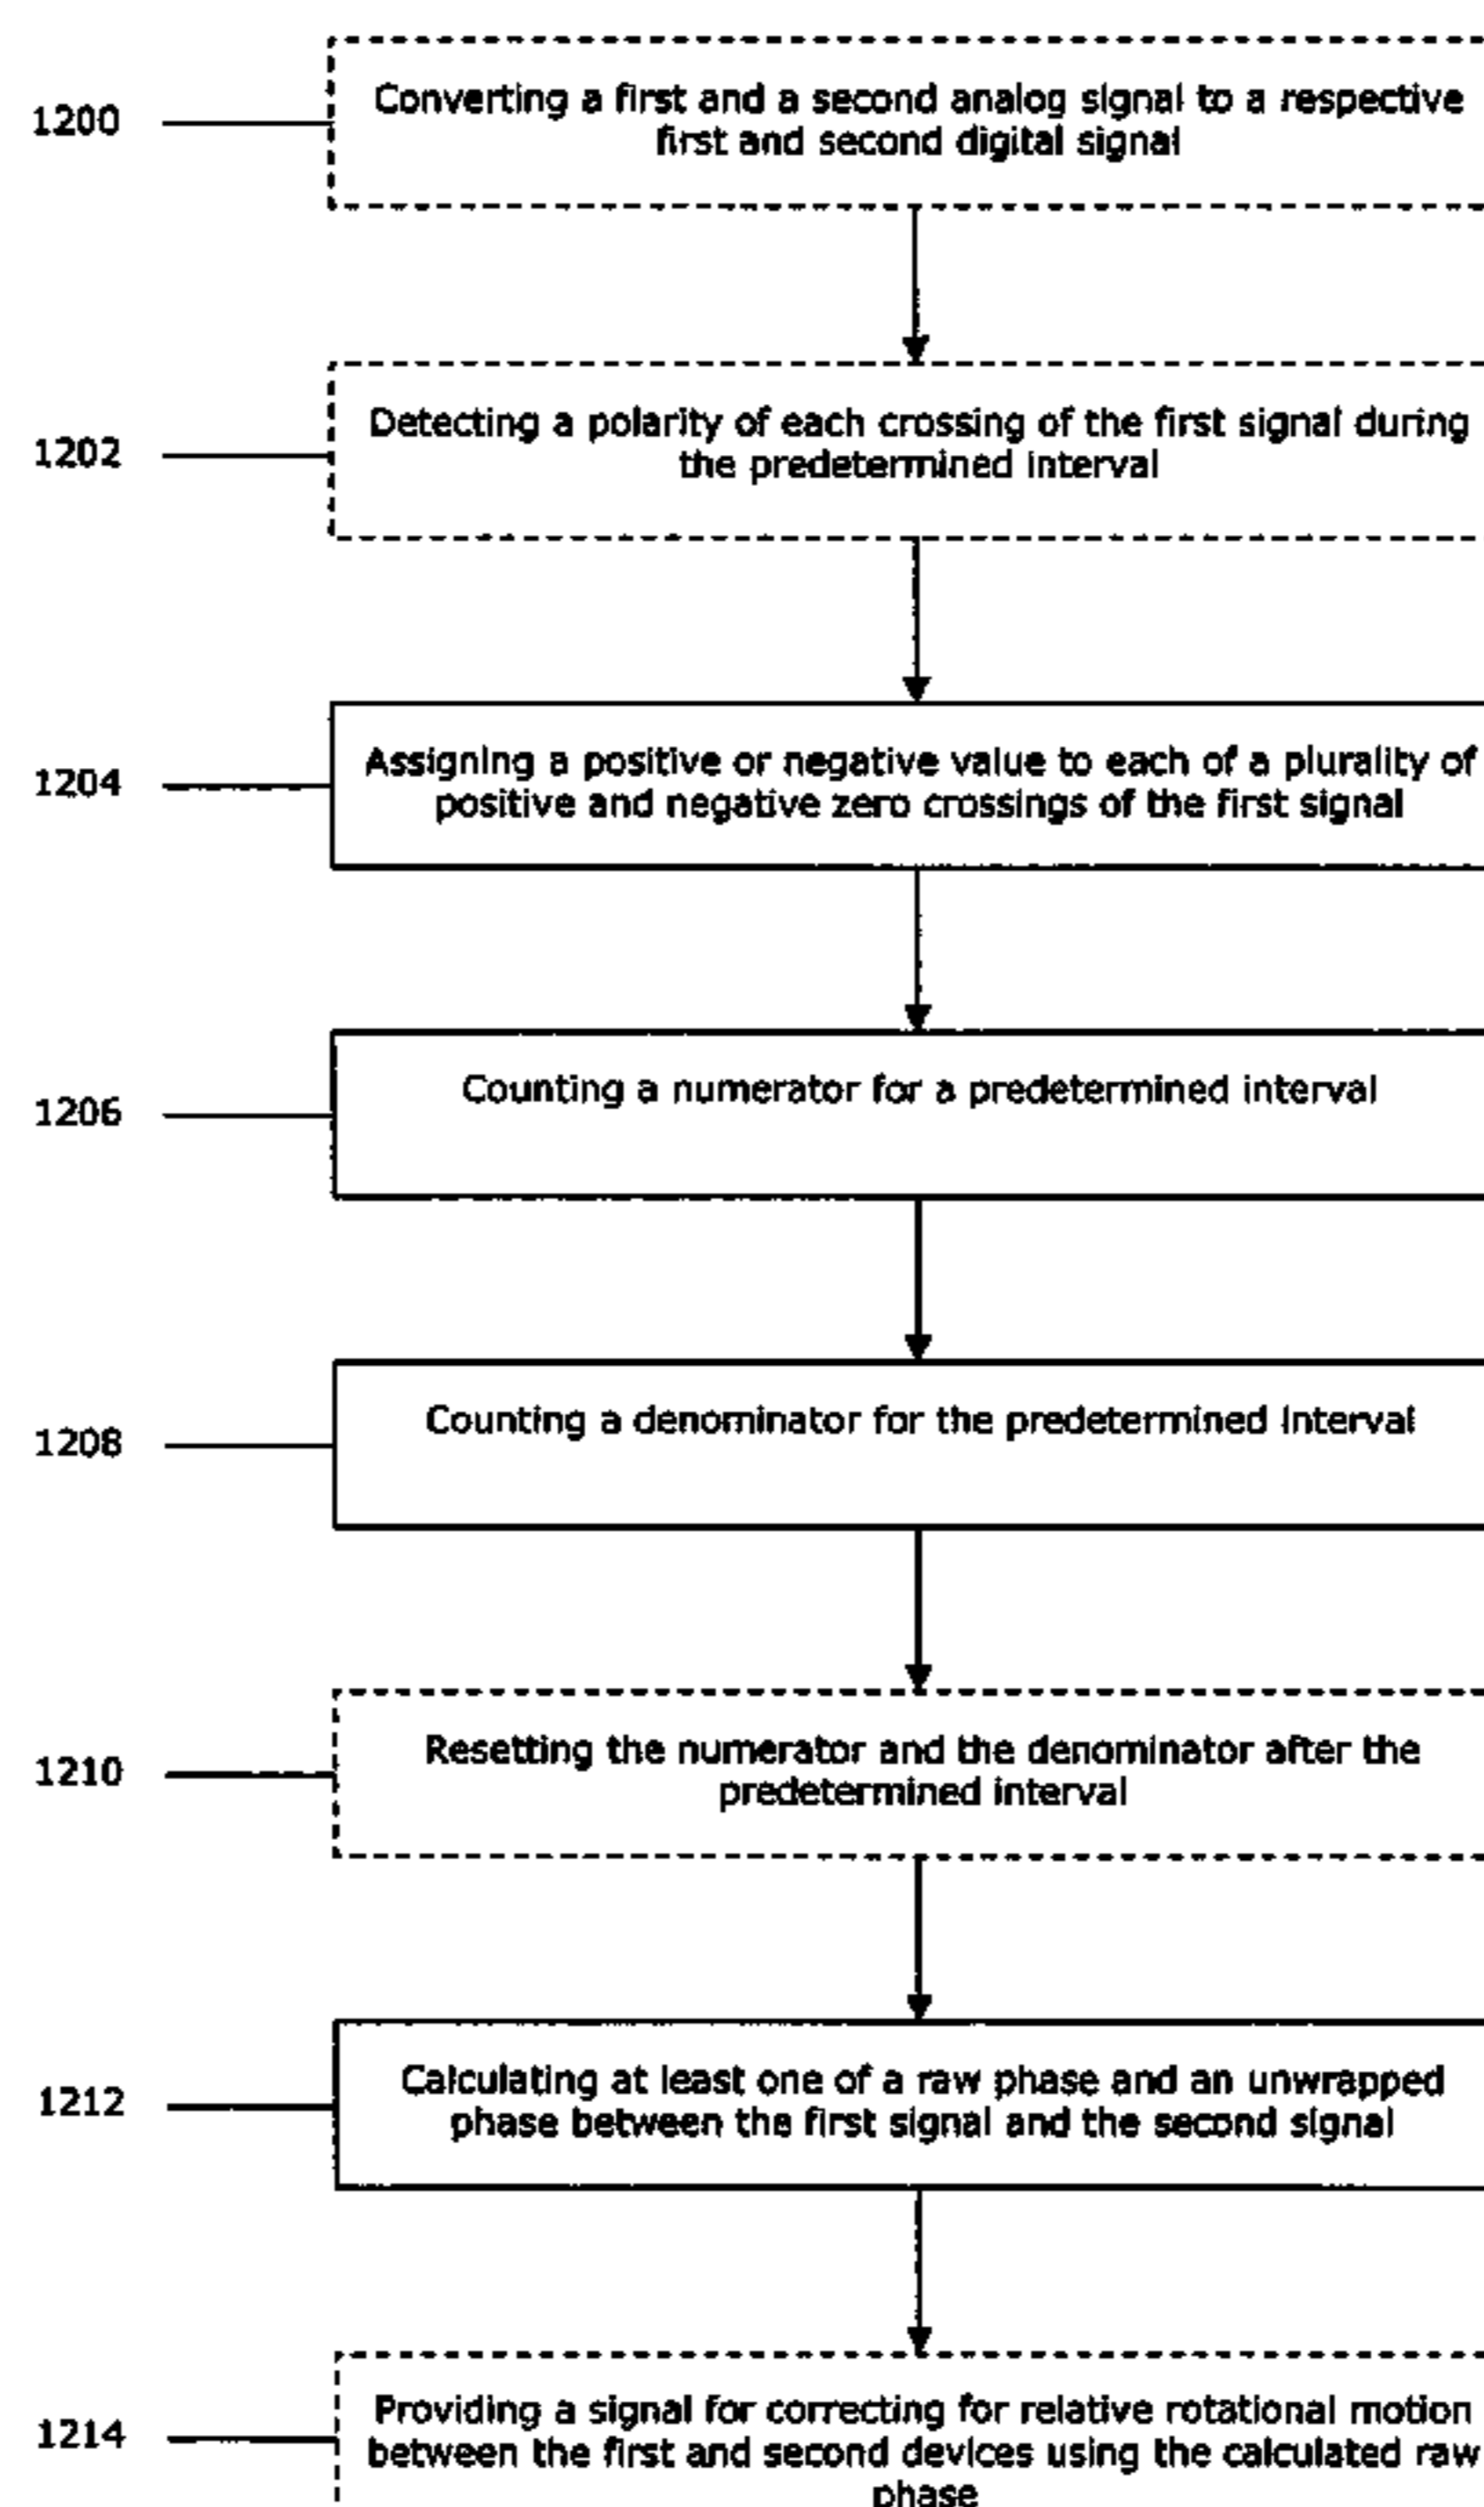 1200
Converting a first and a second analog signal to a respective
first and second digital signal
1202
Detecting a polarity of each crossing of the first signal during
the predetermined interval
1204
Assigning a positive or negative value to each of a plurality of
positive and negative zero crossings of the first signal
1206
Counting a numerator for a predetermined interval
1208
Counting a denominator for the predetermined interval
1210
Resetting the numerator and the denominator after the
predetermined interval
1212
Calculating at least one of a raw phase and an unwrapped
phase between the first signal and the second signal
1214
Providing a signal for correcting for relative rotational motion
between the first and second devices using the calculated raw
phase